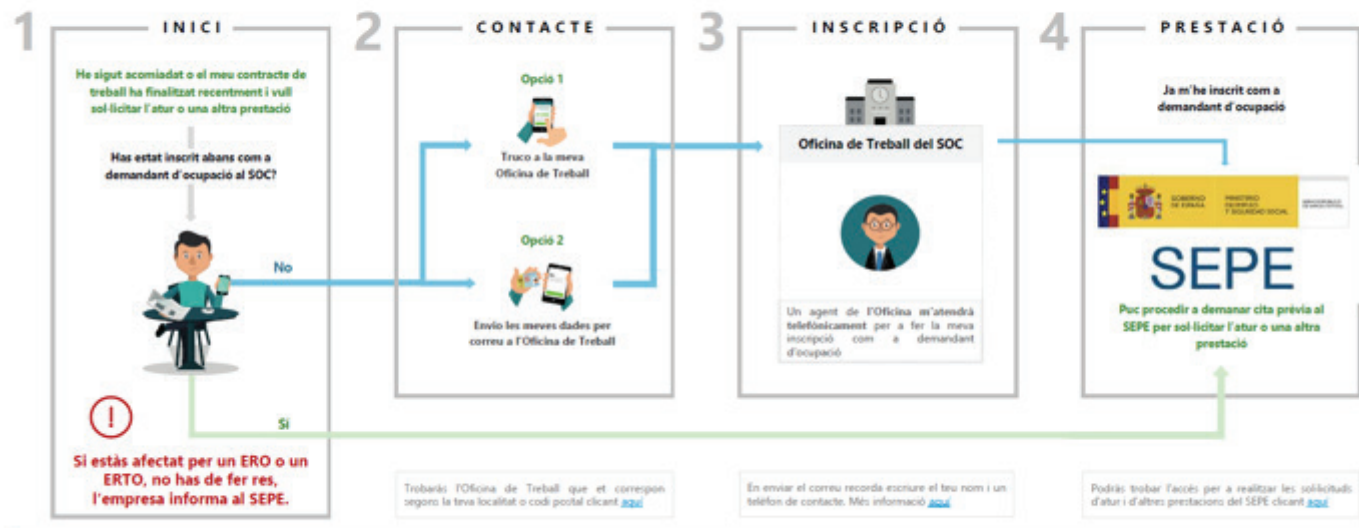 1
INICI
He sigut acomiadat o el meu contracte de
treball ha finalitzat recentment i vull
sol·licitar l'atur o una altra prestació
Has estat inscrit abans com a
demandant d'ocupació al SOC?
No
Sí
!
Si estàs afectat per un ERO o un
ERTO, no has de fer res,
l'empresa informa al SEPE.
2
CONTACTE
Opció 1
Truco a la meva
Oficina de Treball
Opció 2
Envio les meves dades per
correu a l'Oficina de Treball
Trobaràs l'Oficina de Treball que et correspon
segons la teva localitat o codi postal clicant aquí
3
INSCRIPCIÓ
Oficina de Treball del SOC
Un agent de l'Oficina m'atendrà
telefònicament per a fer la meva
inscripció com a demandant
d'ocupació
En enviar el correu recorda escriure el teu nom i un
telèfon de contacte. Més informació aquí
4
PRESTACIÓ
Ja m'he inscrit com a
demandant d'ocupació
GOBIERNO
DE ESPAÑA
MINISTERIO
Y SEGURIDAD SOCIAL
SEPE
Puc procedir a demanar cita prèvia al
SEPE per sol·licitar l'atur o una altra
prestació
Podràs trobar l'accés per a realitzar les sol·licituds
d'atur i d'altres prestacions del SEPE clicant aquí